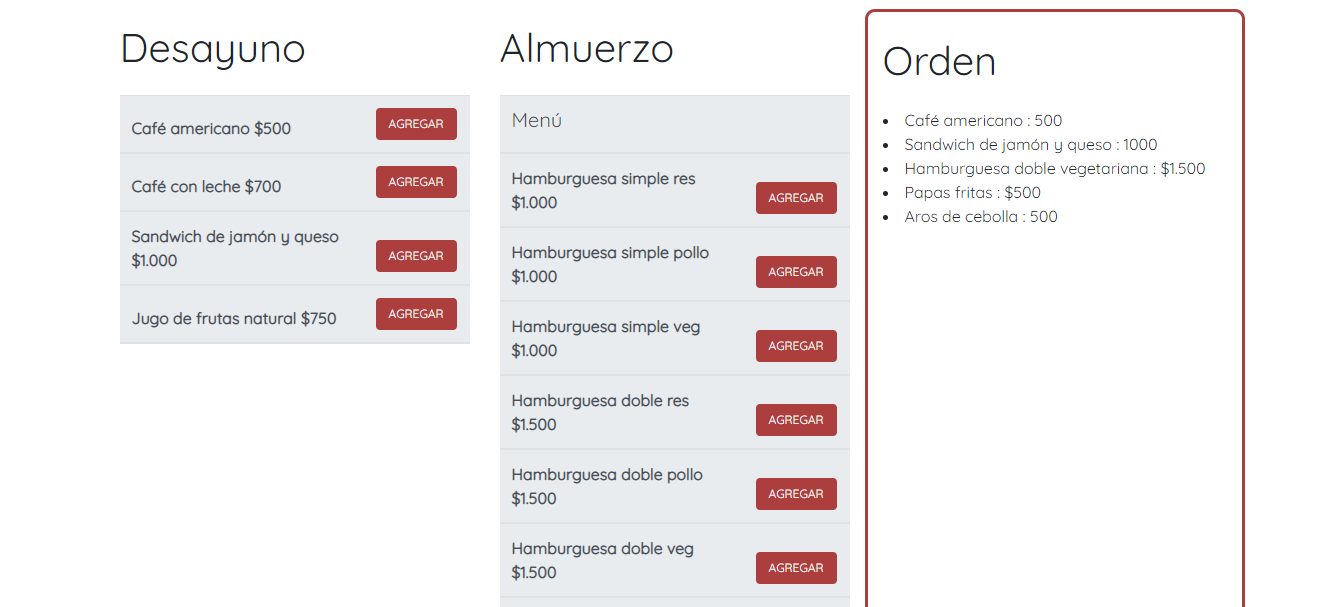 Desayuno
Café americano $500
AGREGAR
Café con leche $700
AGREGAR
Sandwich de jamón y queso
$1.000
AGREGAR
Jugo de frutas natural $750
AGREGAR
Almuerzo
Menú
Hamburguesa simple res
$1.000
AGREGAR
Hamburguesa simple pollo
$1.000
AGREGAR
Hamburguesa simple veg
$1.000
AGREGAR
Hamburguesa doble res
$1.500
AGREGAR
Hamburguesa doble pollo
$1.500
AGREGAR
Hamburguesa doble veg
$1.500
AGREGAR
Orden
• Café americano : 500
• Sandwich de jamón y queso : 1000
• Hamburguesa doble vegetariana : $1.500
• Papas fritas : $500
• Aros de cebolla : 500